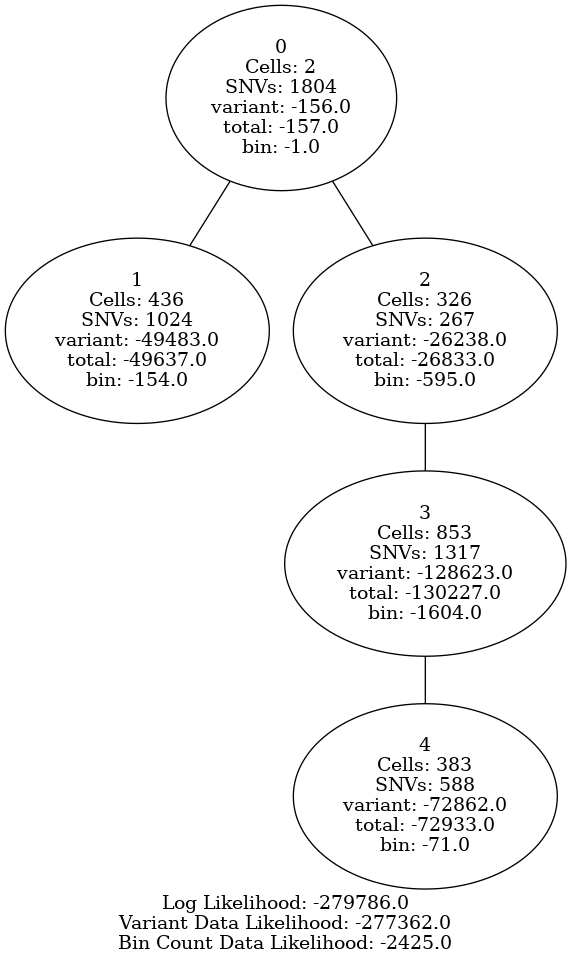 0
Cells: 2
SNVs: 1804
variant: -156.0
total: -157.0
bin: -1.0
1
Cells: 436
SNVs: 1024
variant: -49483.0
total: -49637.0
bin: -154.0
2
Cells: 326
SNVs: 267
variant: -26238.0
total: -26833.0
bin: -595.0
3
Cells: 853
SNVs: 1317
variant: -128623.0
total: -130227.0
bin: -1604.0
4
Cells: 383
SNVs: 588
variant: -72862.0
total: -72933.0
bin: -71.0
Log Likelihood: -279786.0
Variant Data Likelihood: -277362.0
Bin Count Data Likelihood: -2425.0